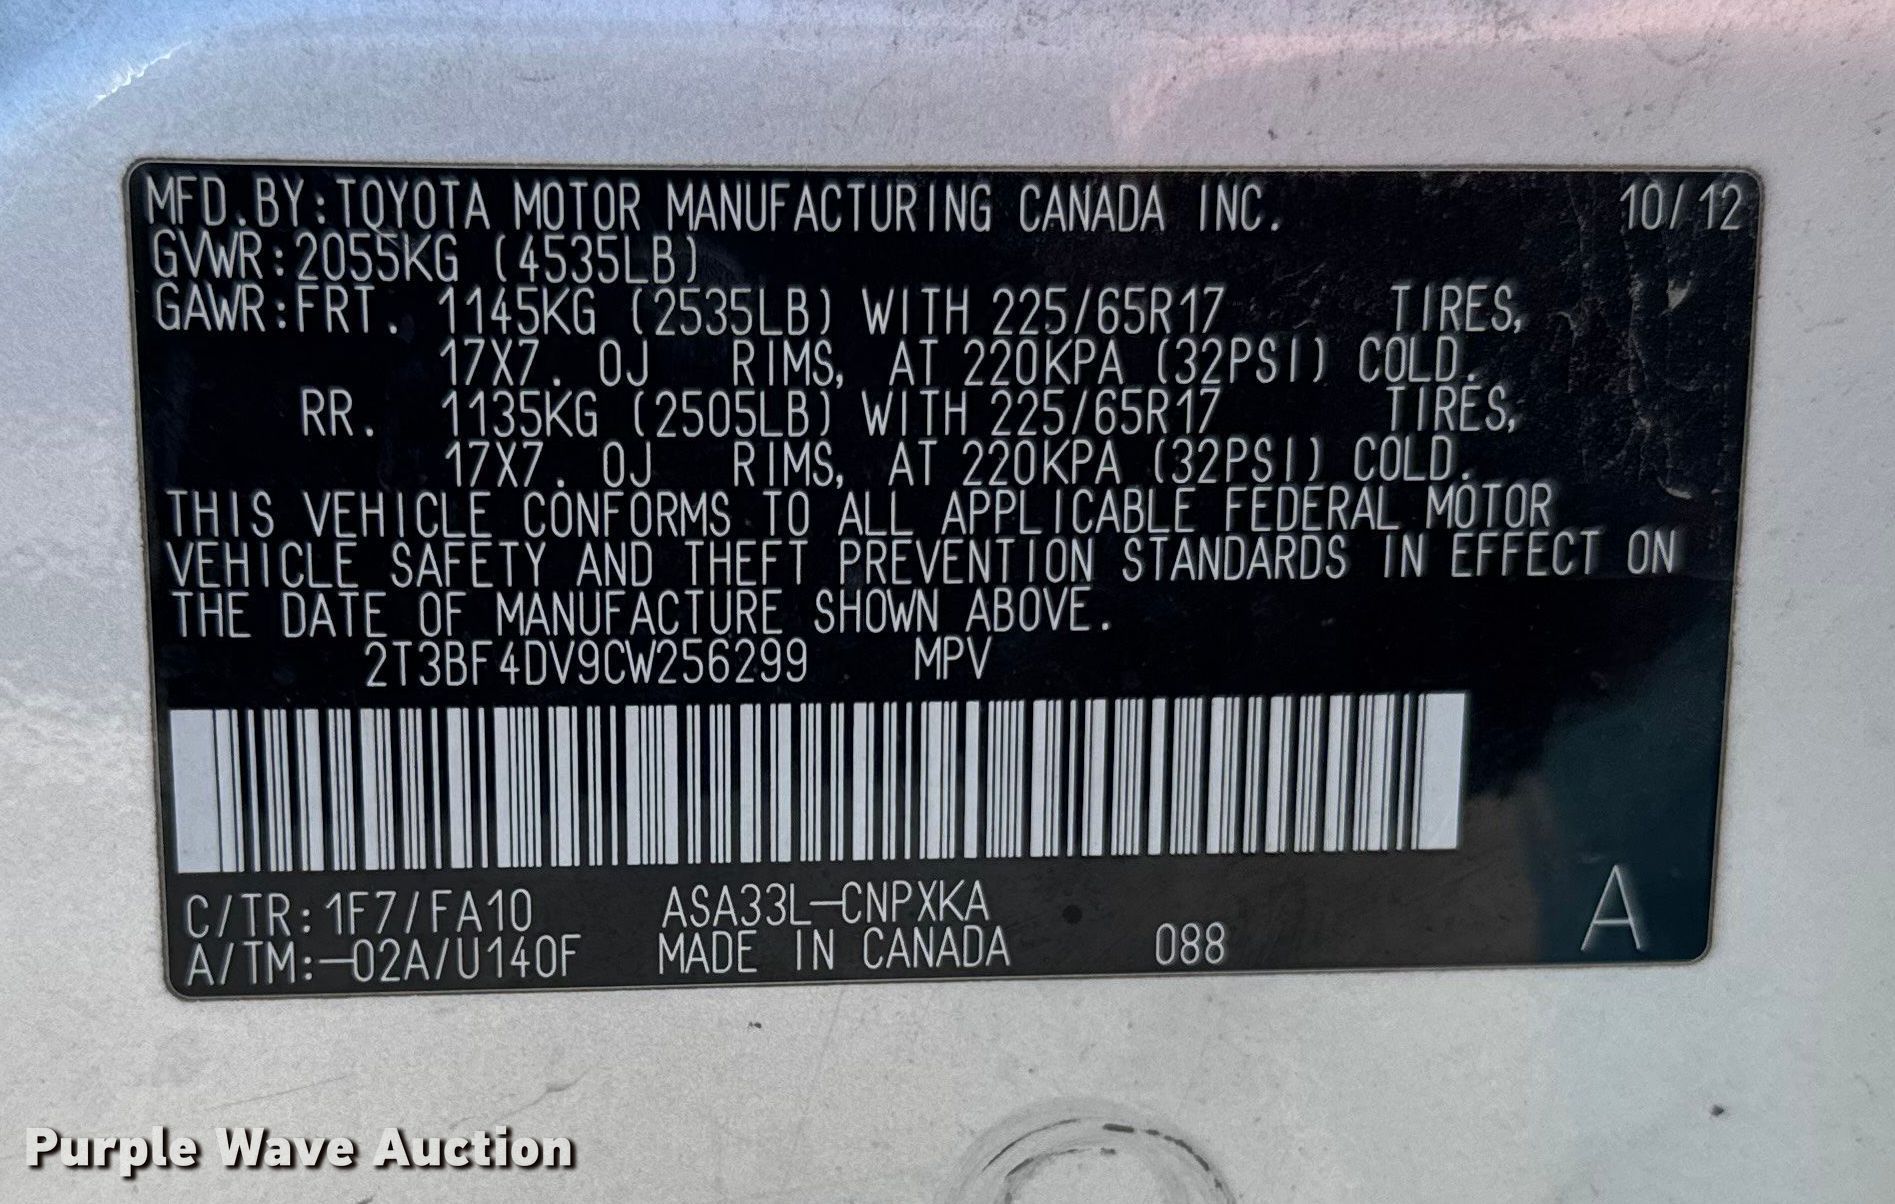 MFD.BY:TOYOTA MOTOR MANUFACTURING CANADA INC. 10/12
GVWR:2055KG (4535LB)
GAWR:FRT. 1145KG (2535LB) WITH 225/65R17 TIRES,
17X7. 0J RIMS, AT 220KPA (32PSI) COLD.
RR. 1135KG (2505LB) WITH 225/65R17 TIRES,
17X7. 0J RIMS, AT 220KPA (32PSI) COLD.
THIS VEHICLE CONFORMS TO ALL APPLICABLE FEDERAL MOTOR
VEHICLE SAFETY AND THEFT PREVENTION STANDARDS IN EFFECT ON
THE DATE OF MANUFACTURE SHOWN ABOVE.
2T3BF4DV9CW256299 MPV
C/TR:1F7/FA10 ASA33L-CNPXKA A
A/TM:-02A/U140F MADE IN CANADA 088
Purple Wave Auction